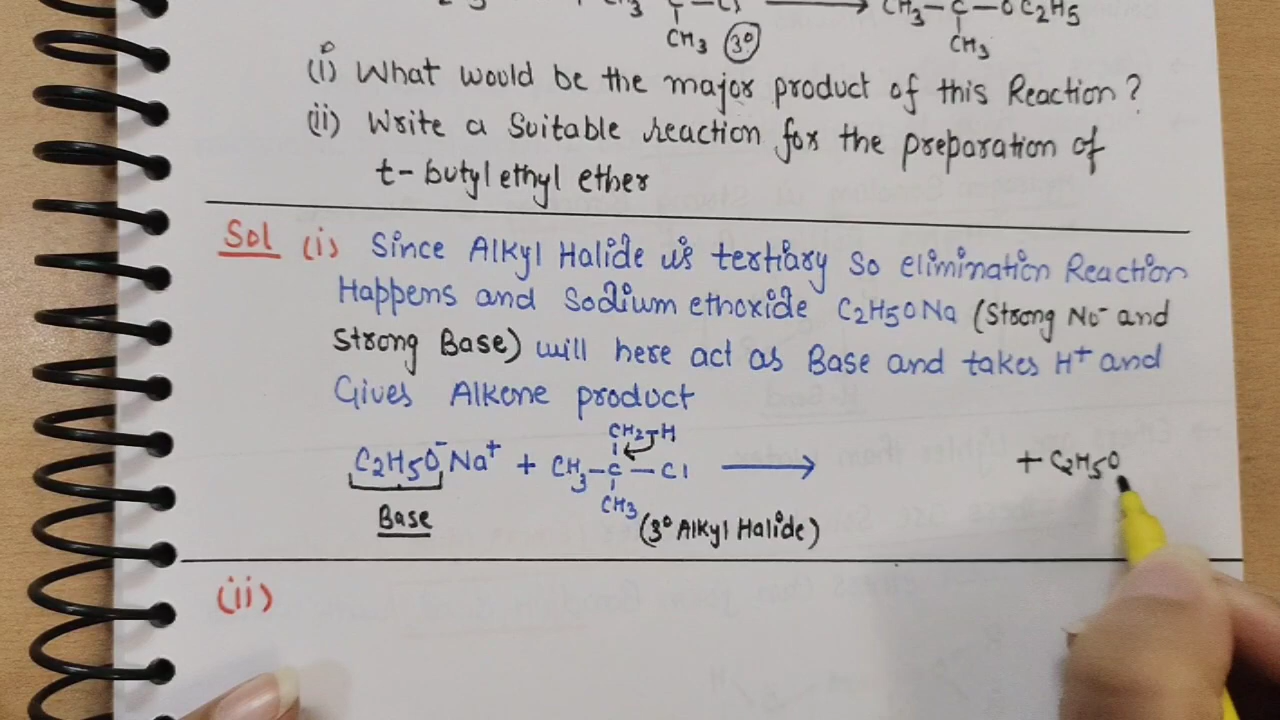 CH3-C-OC2H5
CH3 (3°) CH3
(i) What would be the major product of this Reaction?
(ii) Write a Suitable reaction for the preparation of
t-butyl ethyl ether
Sol (i) Since Alkyl Halide is tertiary so elimination Reaction
Happens and Sodium ethoxide C2H5ONa (Strong Nu- and
Strong Base) will here act as Base and takes H+ and
Gives Alkene product
CH2-H
C2H5O-Na+ + CH3-C-Cl ⟶ + C2H5O
CH3
Base (3° Alkyl Halide)
(ii)